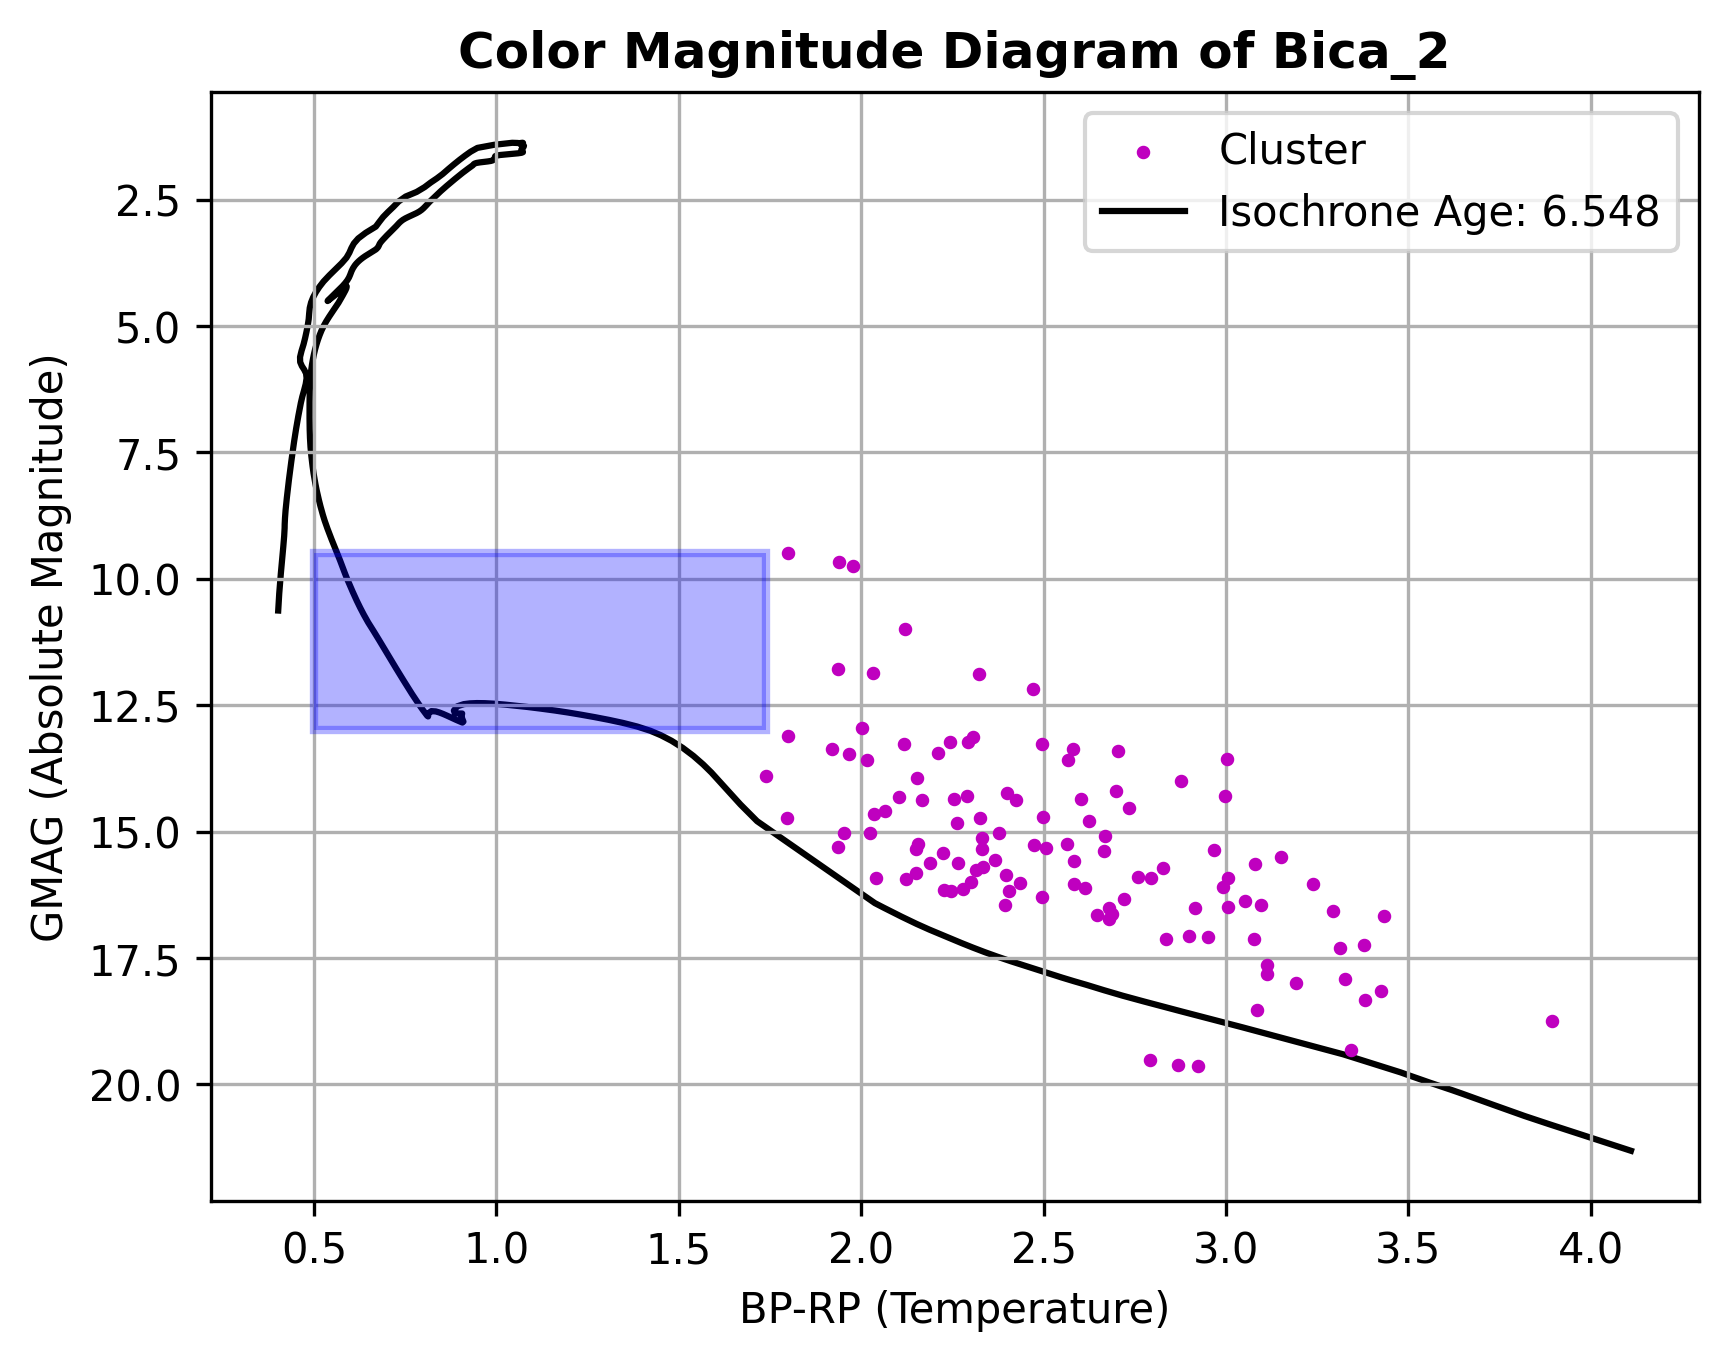 Color Magnitude Diagram of Bica_2
Cluster
Isochrone Age: 6.548
GMAG (Absolute Magnitude)
2.5
5.0
7.5
10.0
12.5
15.0
17.5
20.0
0.5 1.0 1.5 2.0 2.5 3.0 3.5 4.0
BP-RP (Temperature)